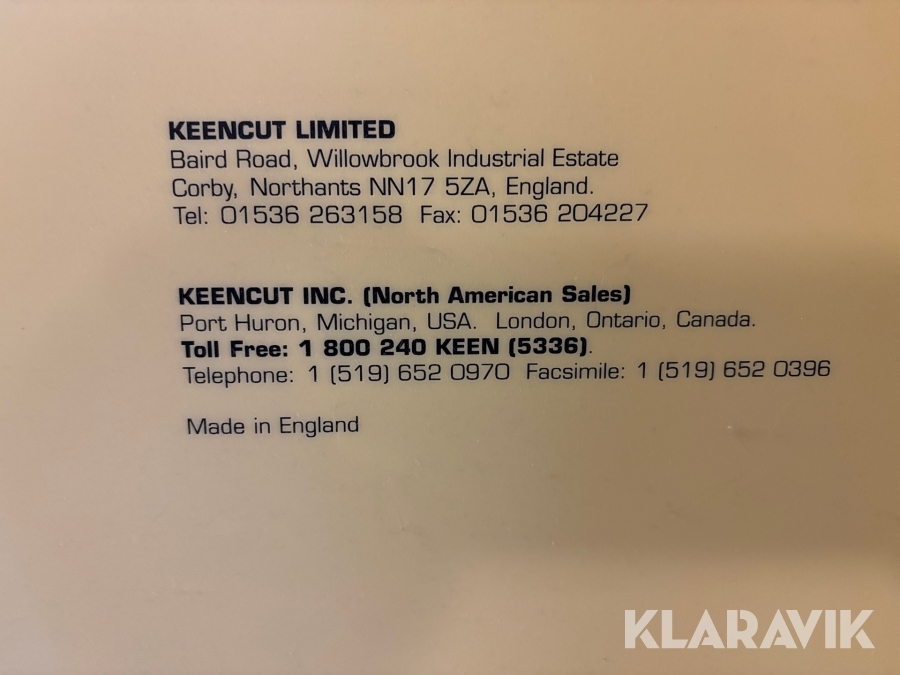 KEENCUT LIMITED
Baird Road, Willowbrook Industrial Estate
Corby, Northants NN17 5ZA, England.
Tel: 01536 263158 Fax: 01536 204227
KEENCUT INC. (North American Sales)
Port Huron, Michigan, USA. London, Ontario, Canada.
Toll Free: 1 800 240 KEEN (5336).
Telephone: 1 (519) 652 0970 Facsimile: 1 (519) 652 0396
Made in England
KLARAVIK